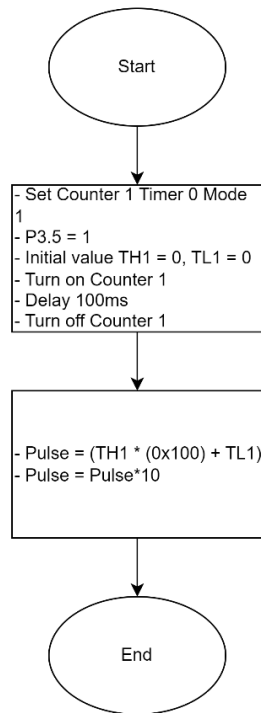 Start
- Set Counter 1 Timer 0 Mode
1
- P3.5 = 1
- Initial value TH1 = 0, TL1 = 0
- Turn on Counter 1
- Delay 100ms
- Turn off Counter 1
- Pulse = (TH1 * (0x100) + TL1)
- Pulse = Pulse*10
End